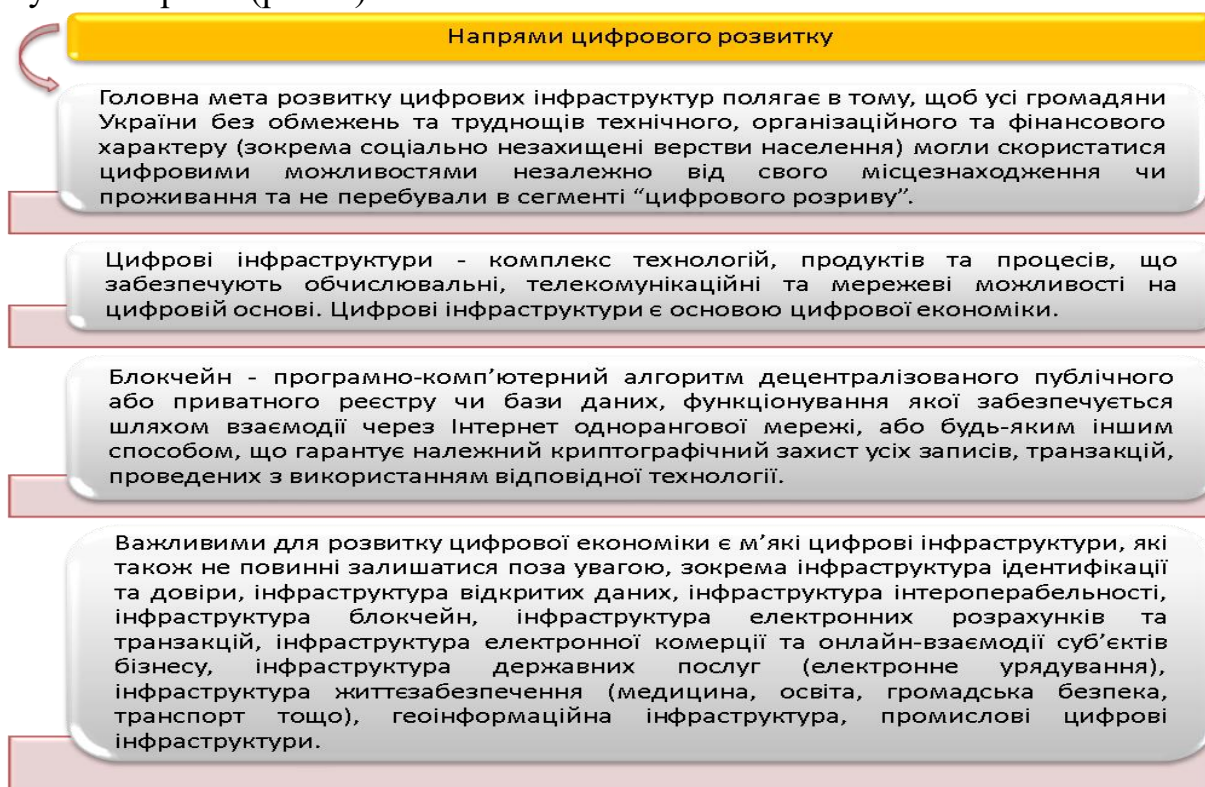 Напрями цифрового розвитку
Головна мета розвитку цифрових інфраструктур полягає в тому, щоб усі громадяни
України без обмежень та труднощів технічного, організаційного та фінансового
характеру (зокрема соціально незахищені верстви населення) могли скористатися
цифровими можливостями незалежно від свого місцезнаходження чи
проживання та не перебували в сегменті “цифрового розриву”.
Цифрові інфраструктури - комплекс технологій, продуктів та процесів, що
забезпечують обчислювальні, телекомунікаційні та мережеві можливості на
цифровій основі. Цифрові інфраструктури є основою цифрової економіки.
Блокчейн - програмно-комп’ютерний алгоритм децентралізованого публічного
або приватного реєстру чи бази даних, функціонування якої забезпечується
шляхом взаємодії через Інтернет однорангової мережі, або будь-яким іншим
способом, що гарантує належний криптографічний захист усіх записів, транзакцій,
проведених з використанням відповідної технології.
Важливими для розвитку цифрової економіки є м’які цифрові інфраструктури, які
також не повинні залишатися поза увагою, зокрема інфраструктура ідентифікації
та довіри, інфраструктура відкритих даних, інфраструктура інтероперабельності,
інфраструктура блокчейн, інфраструктура електронних розрахунків та
транзакцій, інфраструктура електронної комерції та онлайн-взаємодії суб’єктів
бізнесу, інфраструктура державних послуг (електронне урядування),
інфраструктура життєзабезпечення (медицина, освіта, громадська безпека,
транспорт тощо), геоінформаційна інфраструктура, промислові цифрові
інфраструктури.